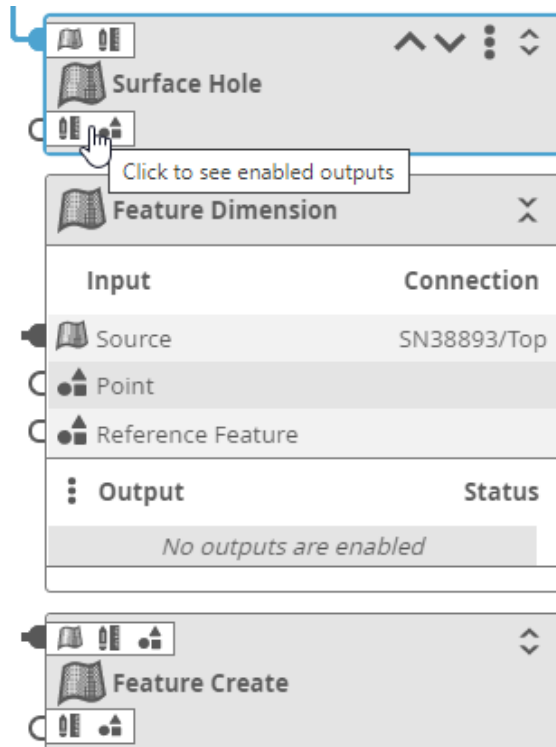 Surface Hole
Click to see enabled outputs
Feature Dimension
Input Connection
Source SN38893/Top
Point
Reference Feature
Output Status
No outputs are enabled
Feature Create